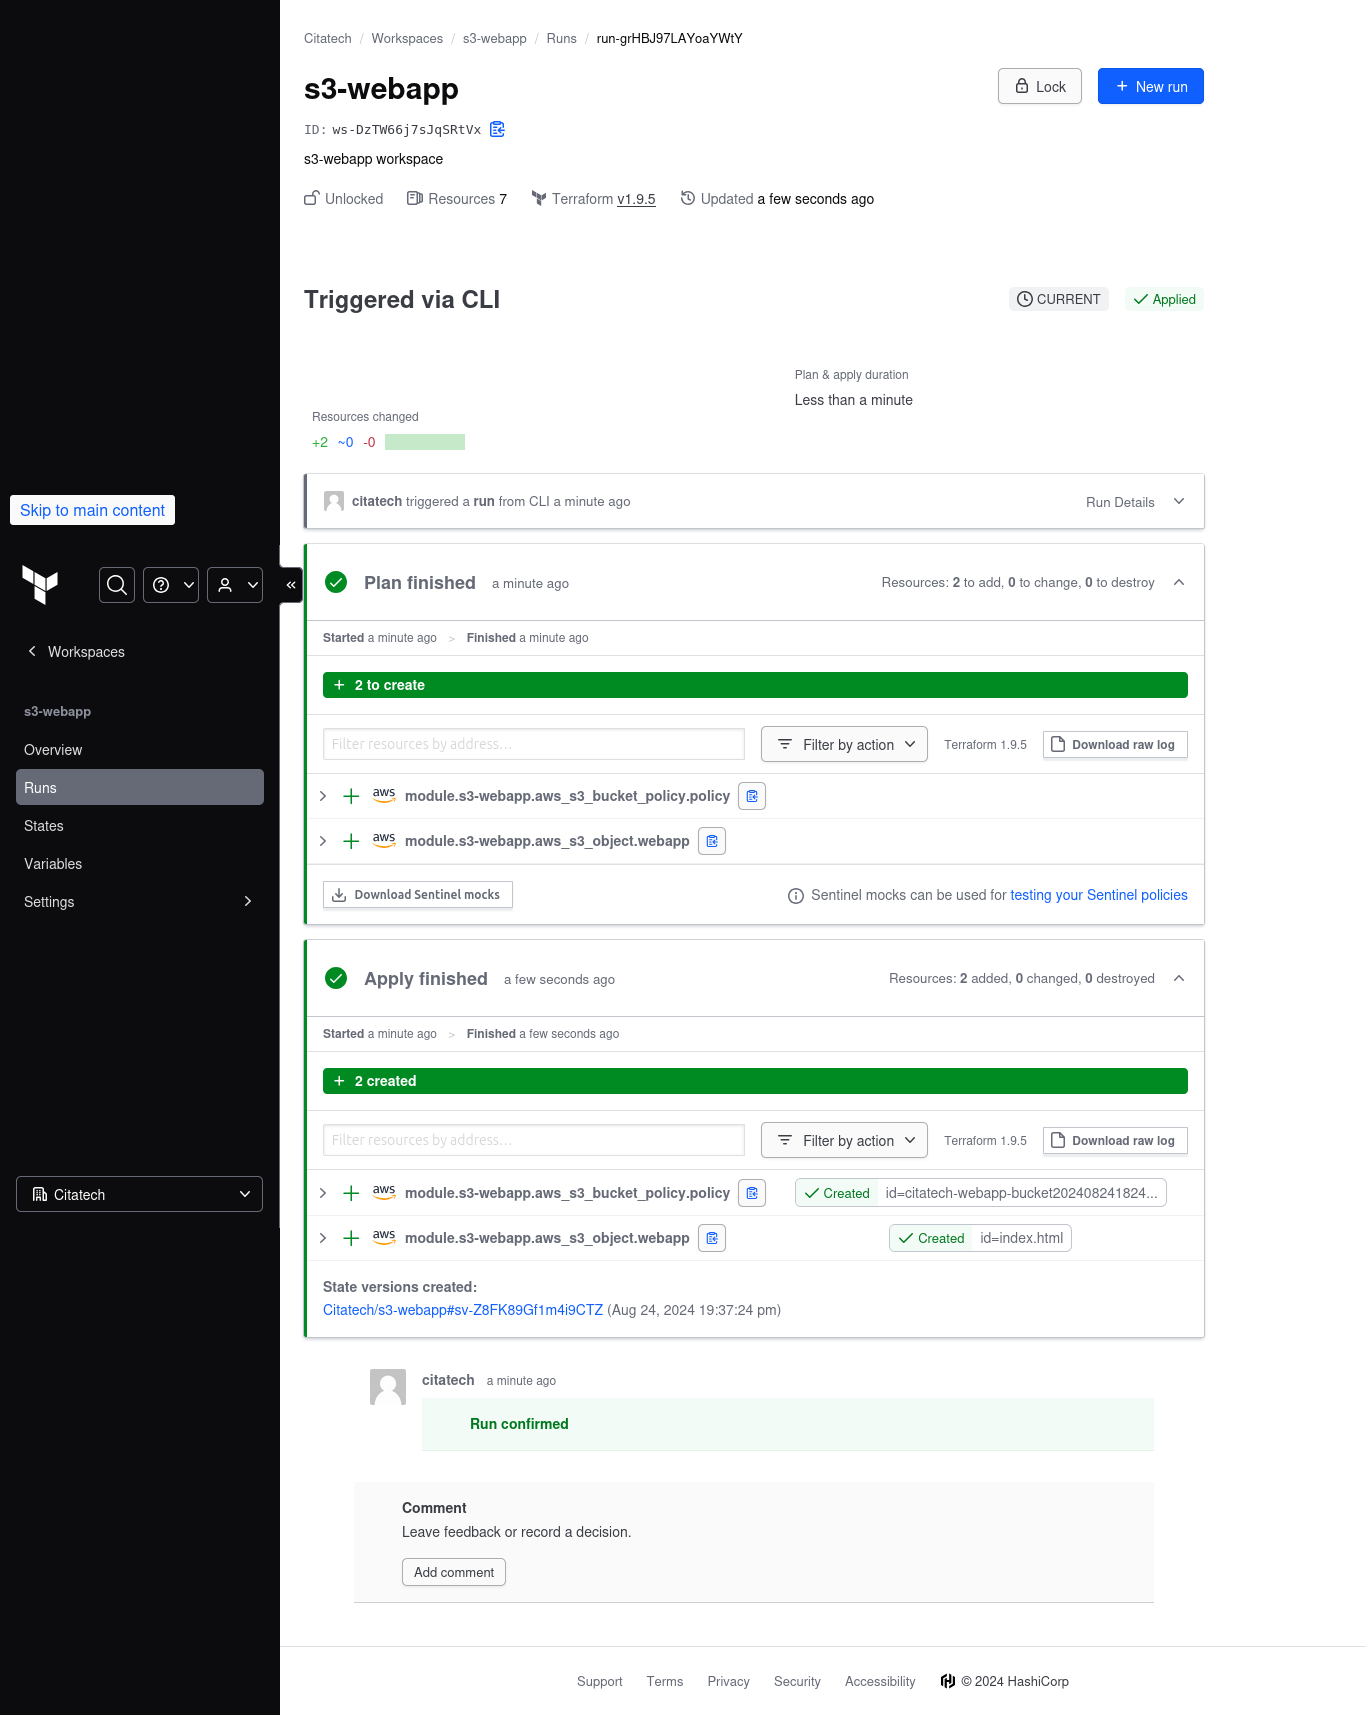 Citatech / Workspaces / s3-webapp / Runs / run-grHBJ97LAYoaYWtY
s3-webapp
Lock
+ New run
ID: ws-DzTW66j7sJqSRtVx
s3-webapp workspace
Unlocked Resources 7 Terraform v1.9.5 Updated a few seconds ago
Triggered via CLI
CURRENT
Applied
Plan & apply duration
Less than a minute
Resources changed
+2 ~0 -0
citatech triggered a run from CLI a minute ago
Run Details
Skip to main content
Workspaces
s3-webapp
Overview
Runs
States
Variables
Settings
Citatech
Plan finished a minute ago
Resources: 2 to add, 0 to change, 0 to destroy
Started a minute ago > Finished a minute ago
+ 2 to create
Filter resources by address...
Filter by action
Terraform 1.9.5
Download raw log
aws module.s3-webapp.aws_s3_bucket_policy.policy
aws module.s3-webapp.aws_s3_object.webapp
Download Sentinel mocks
Sentinel mocks can be used for testing your Sentinel policies
Apply finished a few seconds ago
Resources: 2 added, 0 changed, 0 destroyed
Started a minute ago > Finished a few seconds ago
+ 2 created
Filter resources by address...
Filter by action
Terraform 1.9.5
Download raw log
aws module.s3-webapp.aws_s3_bucket_policy.policy Created id=citatech-webapp-bucket202408241824...
aws module.s3-webapp.aws_s3_object.webapp Created id=index.html
State versions created:
Citatech/s3-webapp#sv-Z8FK89Gf1m4i9CTZ (Aug 24, 2024 19:37:24 pm)
citatech a minute ago
Run confirmed
Comment
Leave feedback or record a decision.
Add comment
Support Terms Privacy Security Accessibility © 2024 HashiCorp